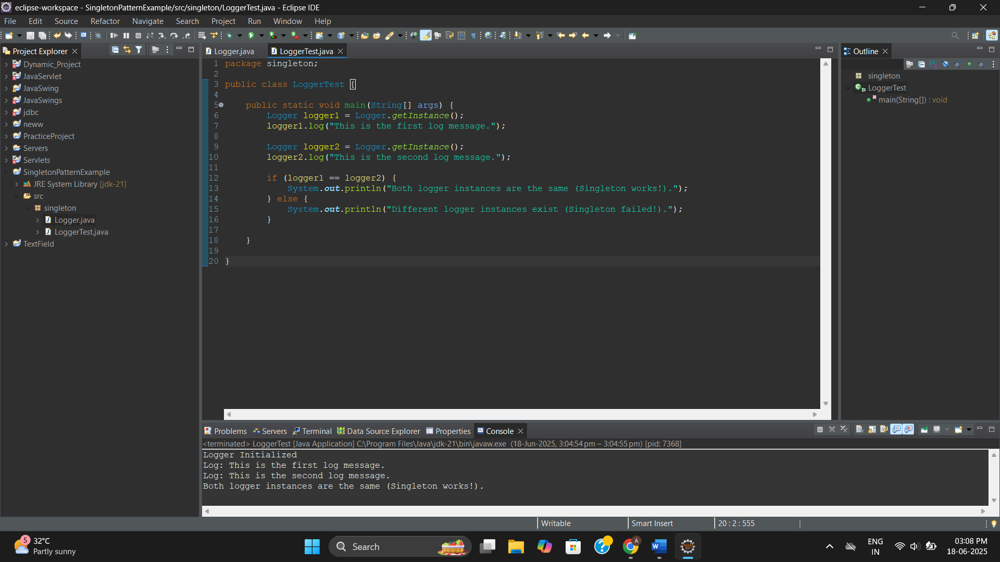 eclipse-workspace - SingletonPatternExample/src/singleton/LoggerTest.java - Eclipse IDE
File Edit Source Refactor Navigate Search Project Run Window Help
Project Explorer
Dynamic_Project
JavaServlet
JavaSwing
JavaSwings
jdbc
neww
PracticeProject
Servers
Servlets
SingletonPatternExample
JRE System Library [jdk-21]
src
singleton
Logger.java
LoggerTest.java
TextField
Logger.java LoggerTest.java
1 package singleton;
2
3 public class LoggerTest {
4
5 public static void main(String[] args) {
6 Logger logger1 = Logger.getInstance();
7 logger1.log("This is the first log message.");
8
9 Logger logger2 = Logger.getInstance();
10 logger2.log("This is the second log message.");
11
12 if (logger1 == logger2) {
13 System.out.println("Both logger instances are the same (Singleton works!).");
14 } else {
15 System.out.println("Different logger instances exist (Singleton failed!).");
16 }
17
18 }
19
20 }
Outline
singleton
LoggerTest
main(String[]) : void
Problems Servers Terminal Data Source Explorer Properties Console
<terminated> LoggerTest [Java Application] C:\Program Files\Java\jdk-21\bin\javaw.exe (18-Jun-2025, 3:04:54 pm – 3:04:55 pm) [pid: 7368]
Logger Initialized
Log: This is the first log message.
Log: This is the second log message.
Both logger instances are the same (Singleton works!).
Writable Smart Insert 20 : 2 : 555
5
32°C
Partly sunny
Search
A
ENG
IN
03:08 PM
18-06-2025